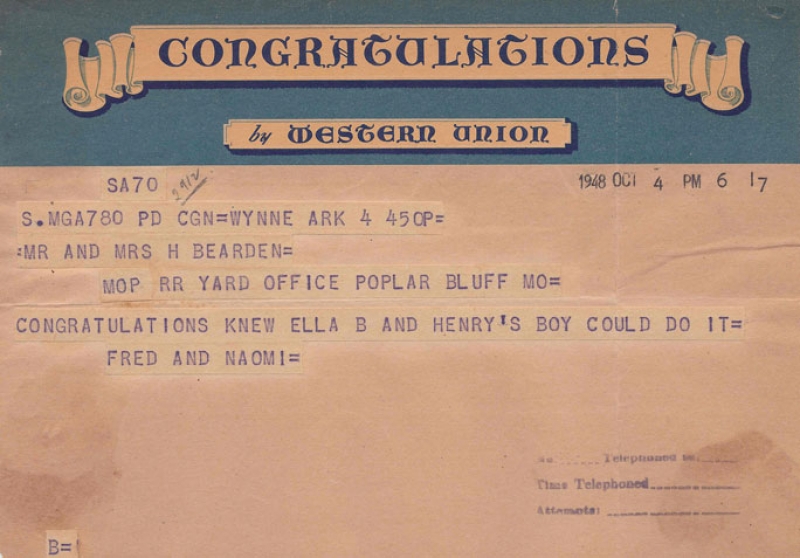 CONGRATULATIONS
by WESTERN UNION
SA70 2912
1948 OCT 4 PM 6 17
S.MGA780 PD CGN=WYNNE ARK 4 450P=
:MR AND MRS H BEARDEN=
MOP RR YARD OFFICE POPLAR BLUFF MO=
CONGRATULATIONS KNEW ELLA B AND HENRY'S BOY COULD DO IT=
FRED AND NAOMI=
Telephoned
Time Telephoned
Attempts:
B=